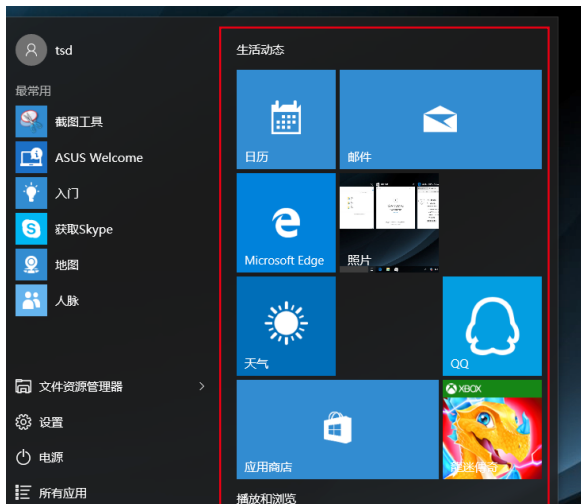 tsd
最常用
截图工具
ASUS Welcome
入门
获取Skype
地图
人脉
文件资源管理器
设置
电源
所有应用
生活动态
日历
邮件
Microsoft Edge
照片
天气
QQ
应用商店
XBOX
播放和浏览